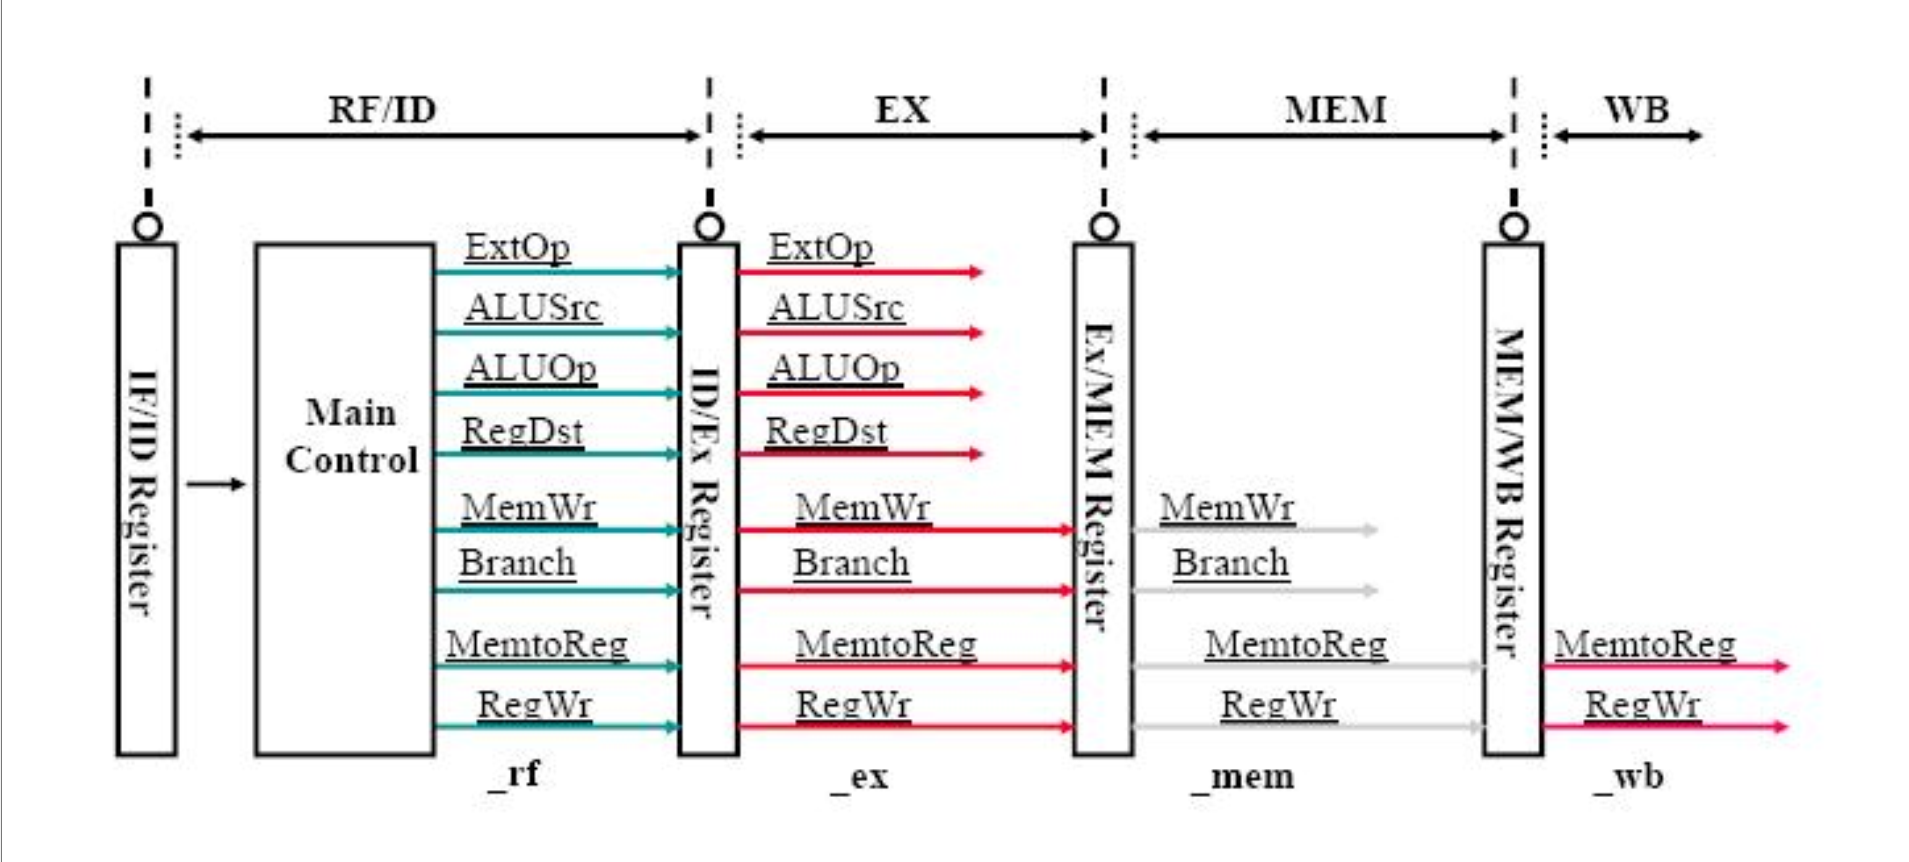 RF/ID
EX
MEM
WB
IF/ID Register
Main
Control
ExtOp
ALUSrc
ALUOp
RegDst
MemWr
Branch
MemtoReg
RegWr
_rf
ID/Ex Register
ExtOp
ALUSrc
ALUOp
RegDst
MemWr
Branch
MemtoReg
RegWr
_ex
Ex/MEM Register
MemWr
Branch
MemtoReg
RegWr
_mem
MEM/WB Register
MemtoReg
RegWr
_wb